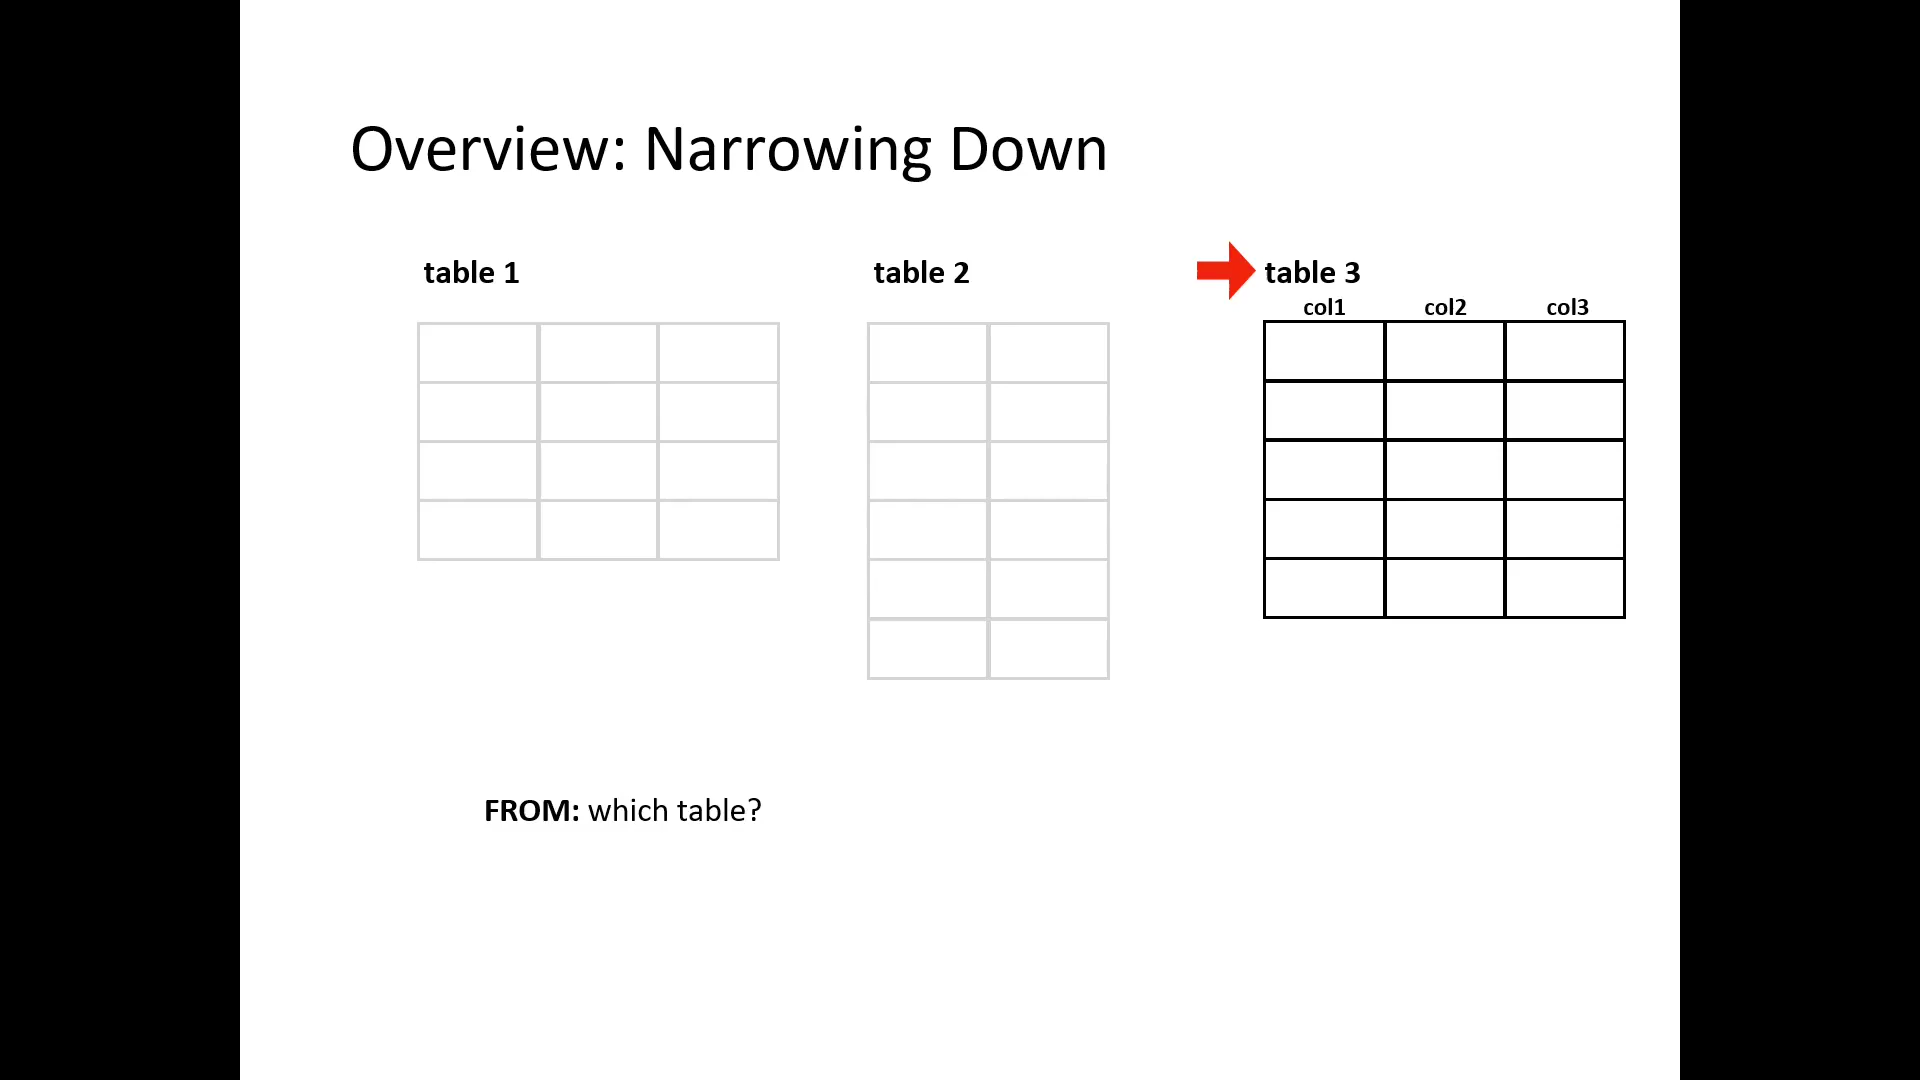 Overview: Narrowing Down
table 1
table 2
table 3
col1 col2 col3
FROM: which table?